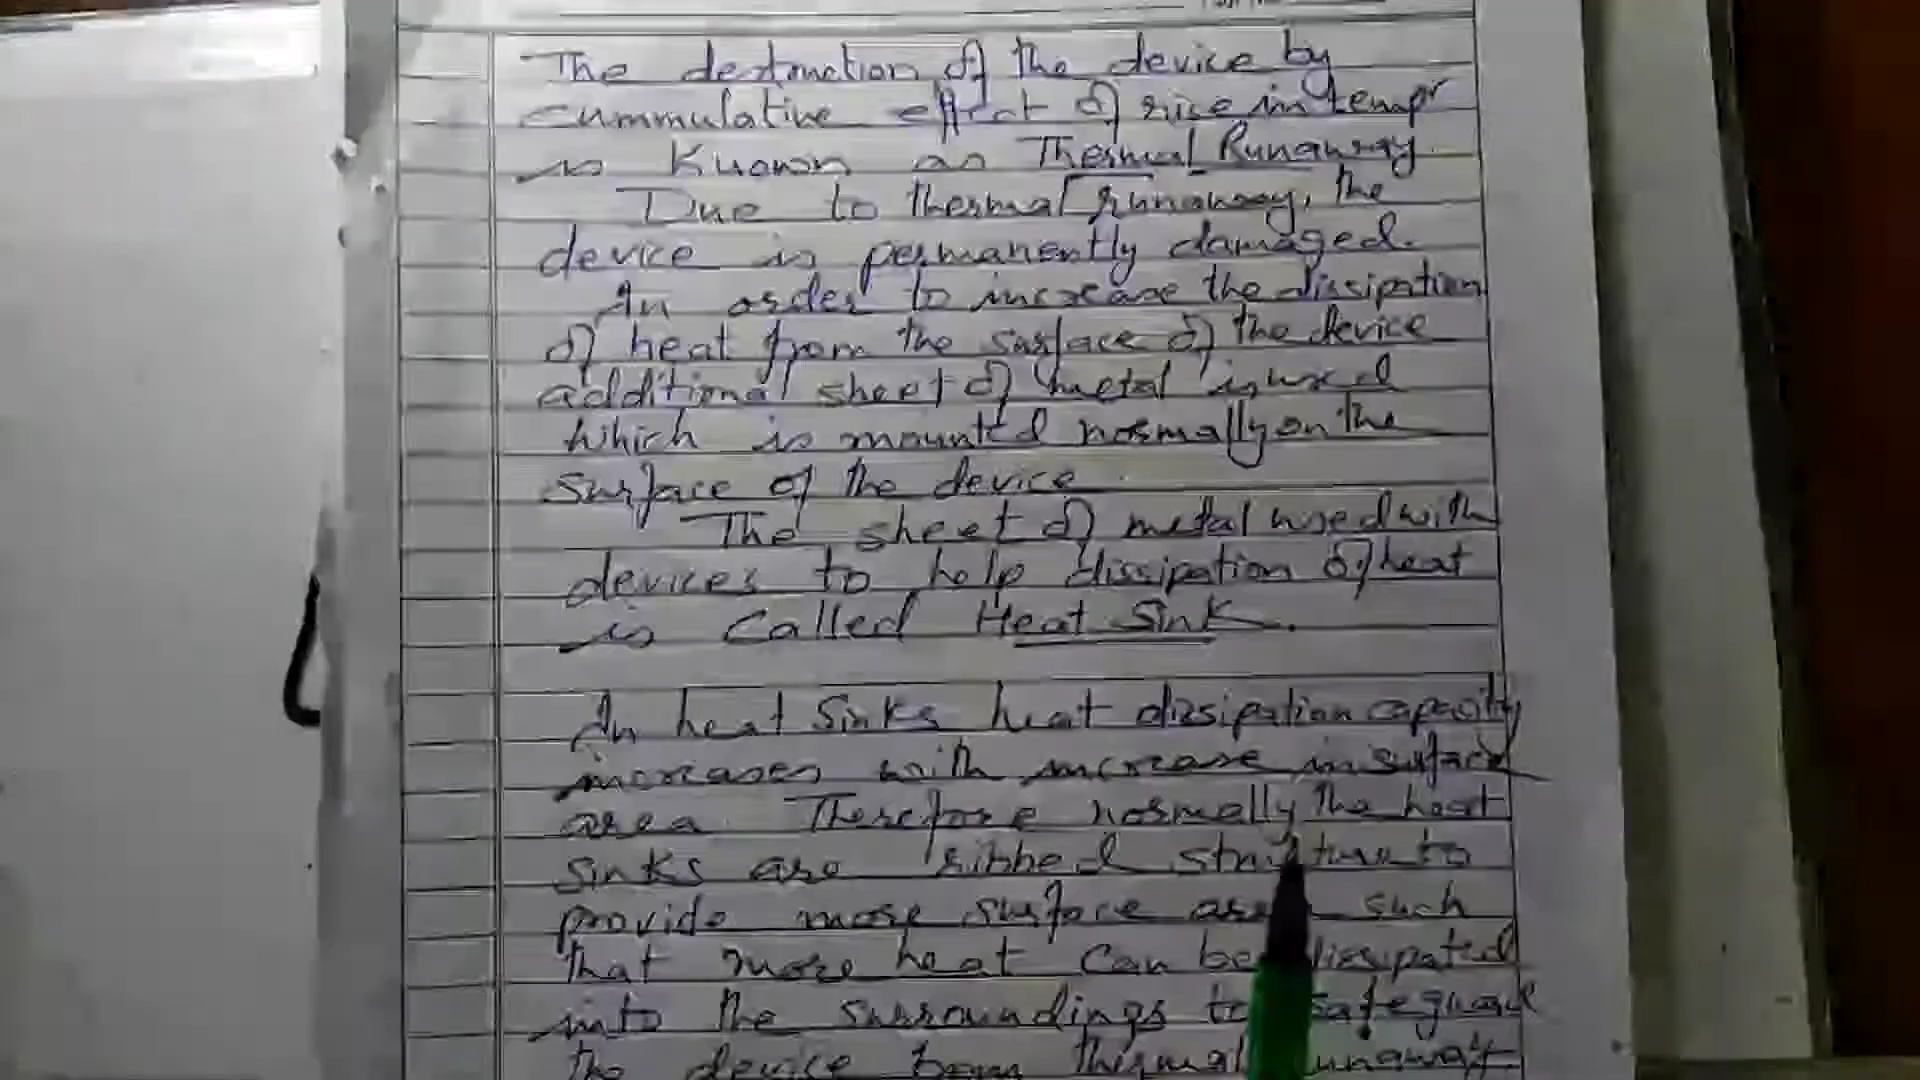 The destruction of the device by
cummulative effect of rise in tempr
is Known as Thermal Runaway
Due to thermal runaway, the
device is permanently damaged.
In order to increase the dissipation
of heat from the surface of the device
additional sheet of metal is used
which is mounted normally on the
surface of the device
The sheet of metal used with
devices to help dissipation of heat
is called Heat Sink.
In heat Sinks heat dissipation capacity
increases with increase in surface
area Therefore normally the heat
sinks are ribbed structure to
provide more surface area such
that more heat can be dissipated
into the surroundings to safeguard
the device from thermal runaway